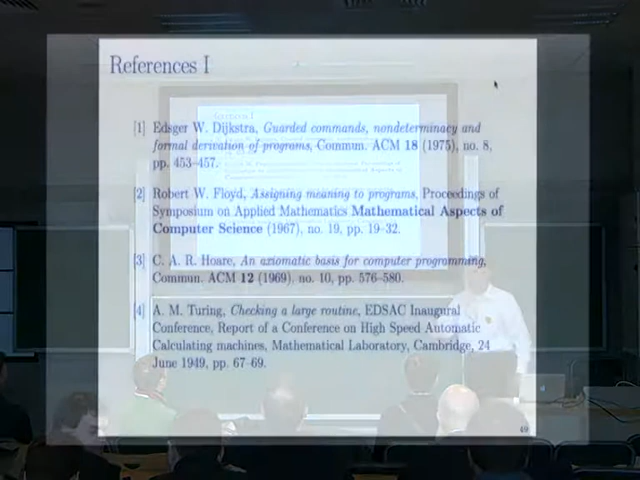 References I
[1] Edsger W. Dijkstra, Guarded commands, nondeterminacy and
formal derivation of programs, Commun. ACM 18 (1975), no. 8,
pp. 453–457.
[2] Robert W. Floyd, Assigning meaning to programs, Proceedings of
Symposium on Applied Mathematics Mathematical Aspects of
Computer Science (1967), no. 19, pp. 19–32.
[3] C. A. R. Hoare, An axiomatic basis for computer programming,
Commun. ACM 12 (1969), no. 10, pp. 576–580.
[4] A. M. Turing, Checking a large routine, EDSAC Inaugural
Conference, Report of a Conference on High Speed Automatic
Calculating machines, Mathematical Laboratory, Cambridge, 24
June 1949, pp. 67–69.